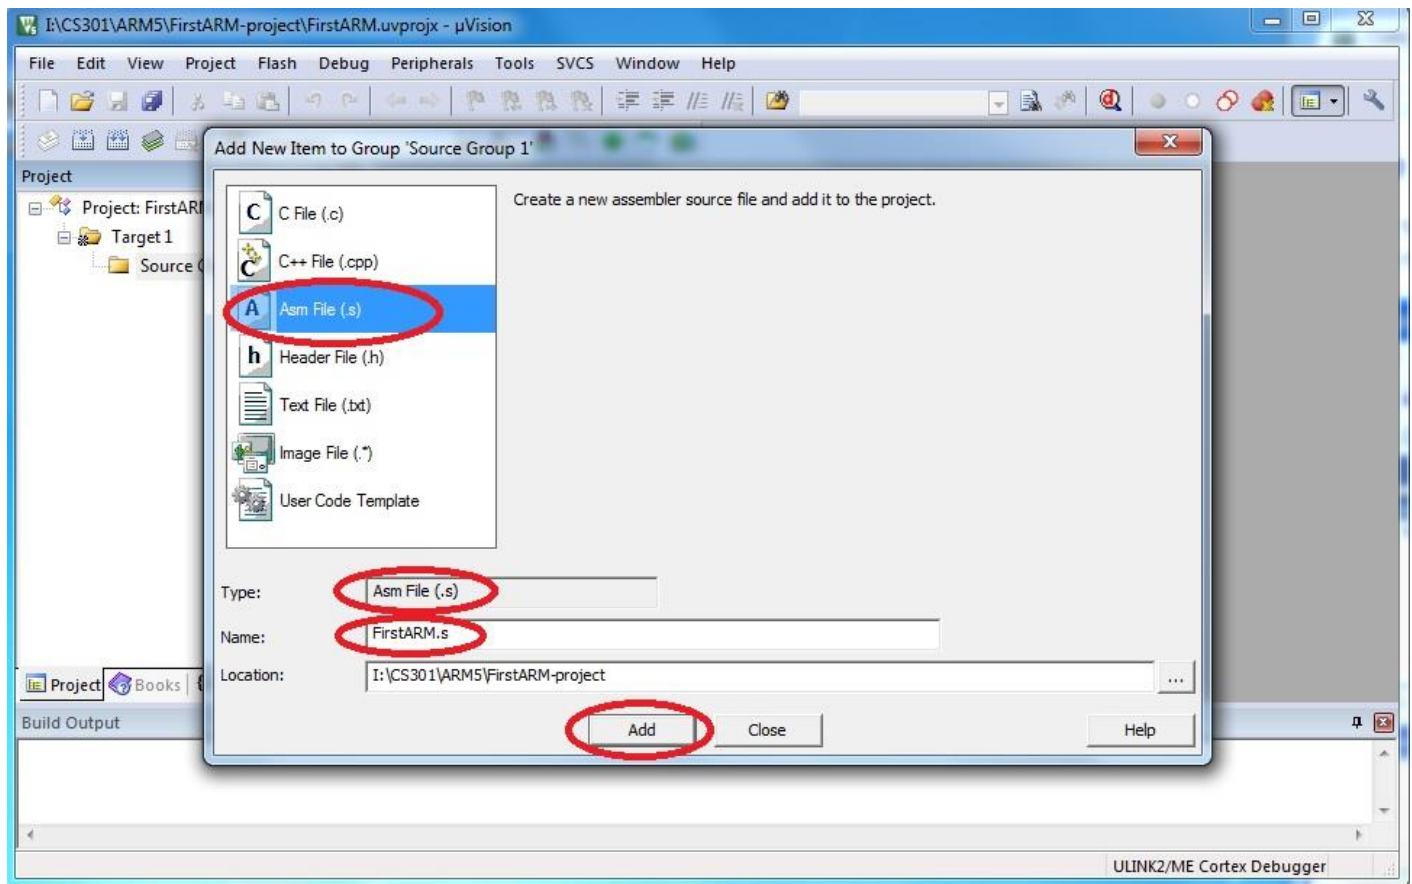 I:\CS301\ARM5\FirstARM-project\FirstARM.uvprojx - µVision
File Edit View Project Flash Debug Peripherals Tools SVCS Window Help
Add New Item to Group 'Source Group 1'
Project
Project: FirstAR
Target 1
Source
C File (.c)
C++ File (.cpp)
Asm File (.s)
Header File (.h)
Text File (.txt)
Image File (.*)
User Code Template
Create a new assembler source file and add it to the project.
Type: Asm File (.s)
Name: FirstARM.s
Location: I:\CS301\ARM5\FirstARM-project ...
Add Close Help
Project Books
Build Output
ULINK2/ME Cortex Debugger